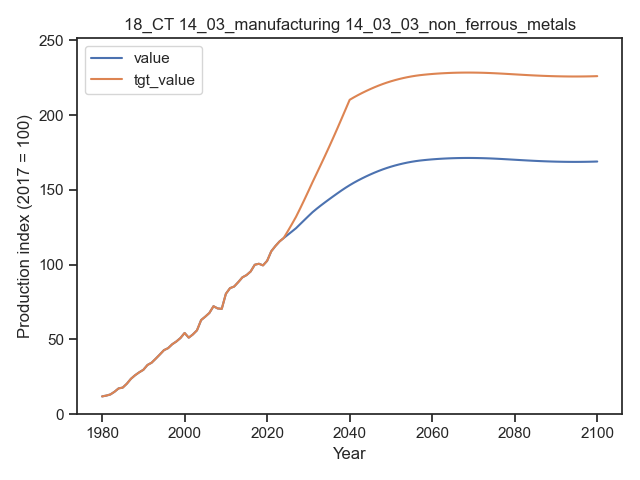 18_CT 14_03_manufacturing 14_03_03_non_ferrous_metals
value
tgt_value
Production index (2017 = 100)
250
200
150
100
50
0
1980
2000
2020
2040
2060
2080
2100
Year